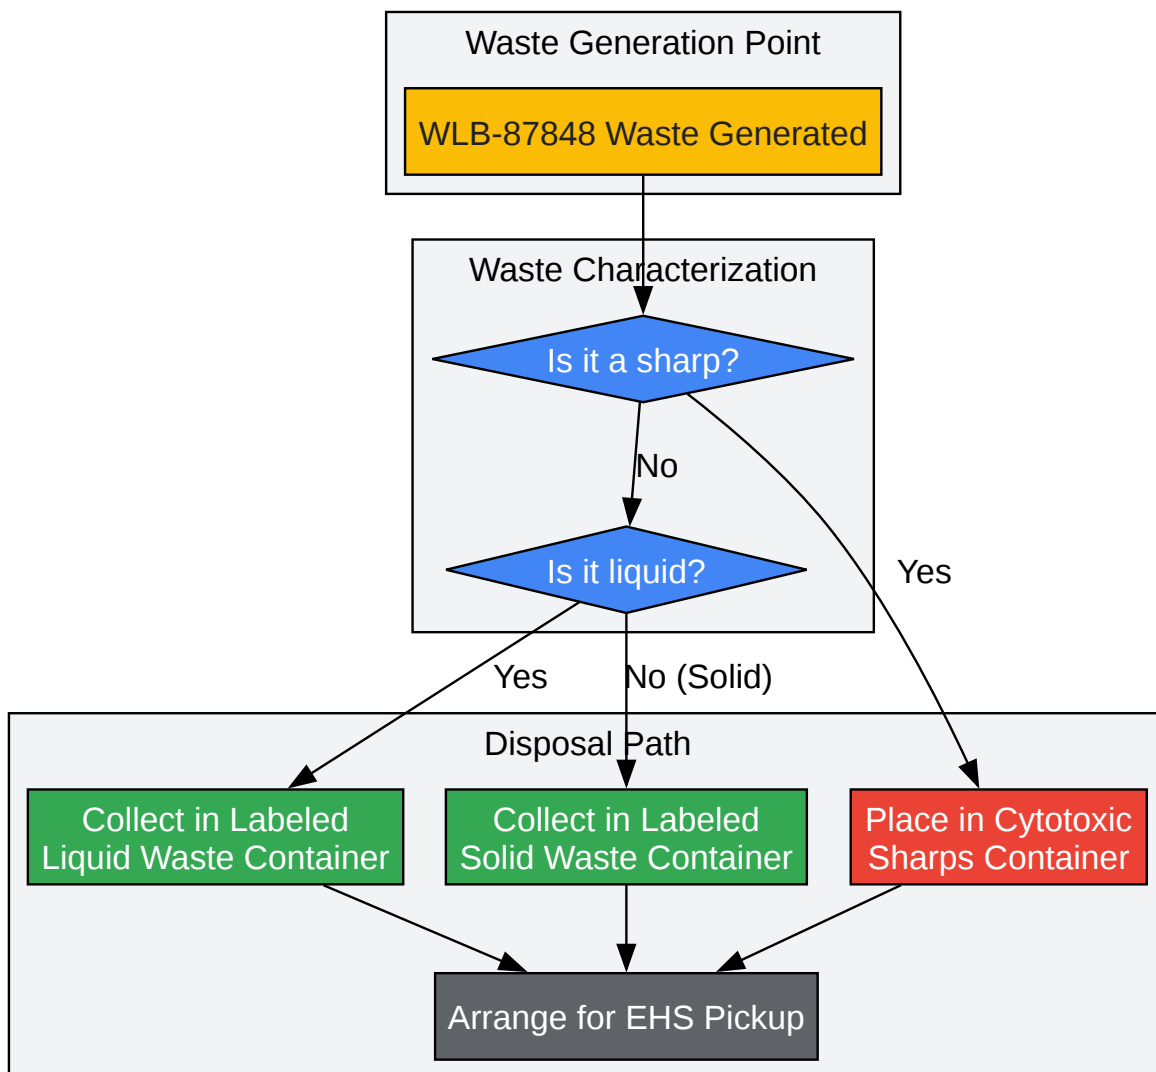 Waste Generation Point
WLB-87848 Waste Generated
Waste Characterization
Is it a sharp?
No
Is it liquid?
Yes
Yes
No (Solid)
Disposal Path
Collect in Labeled
Liquid Waste Container
Collect in Labeled
Solid Waste Container
Place in Cytotoxic
Sharps Container
Arrange for EHS Pickup